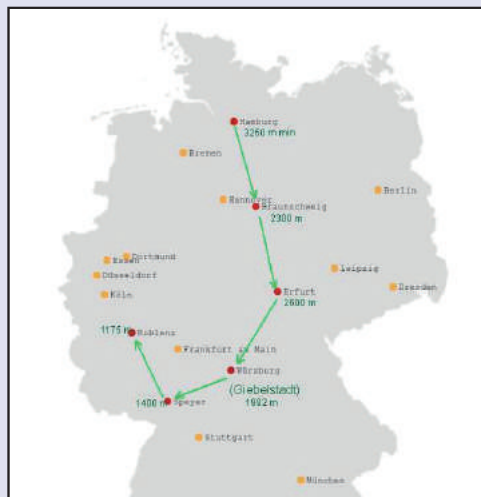 Hamburg
3250 m min
Bremen
Berlin
Hannover
Braunschweig
2300 m
Dortmund
Essen
Düsseldorf
Leipzig
Dresden
Köln
Erfurt
2600 m
1175 m
Koblenz
Frankfurt am Main
Würzburg
(Giebelstadt)
1992 m
1400 m
Speyer
Stuttgart
München